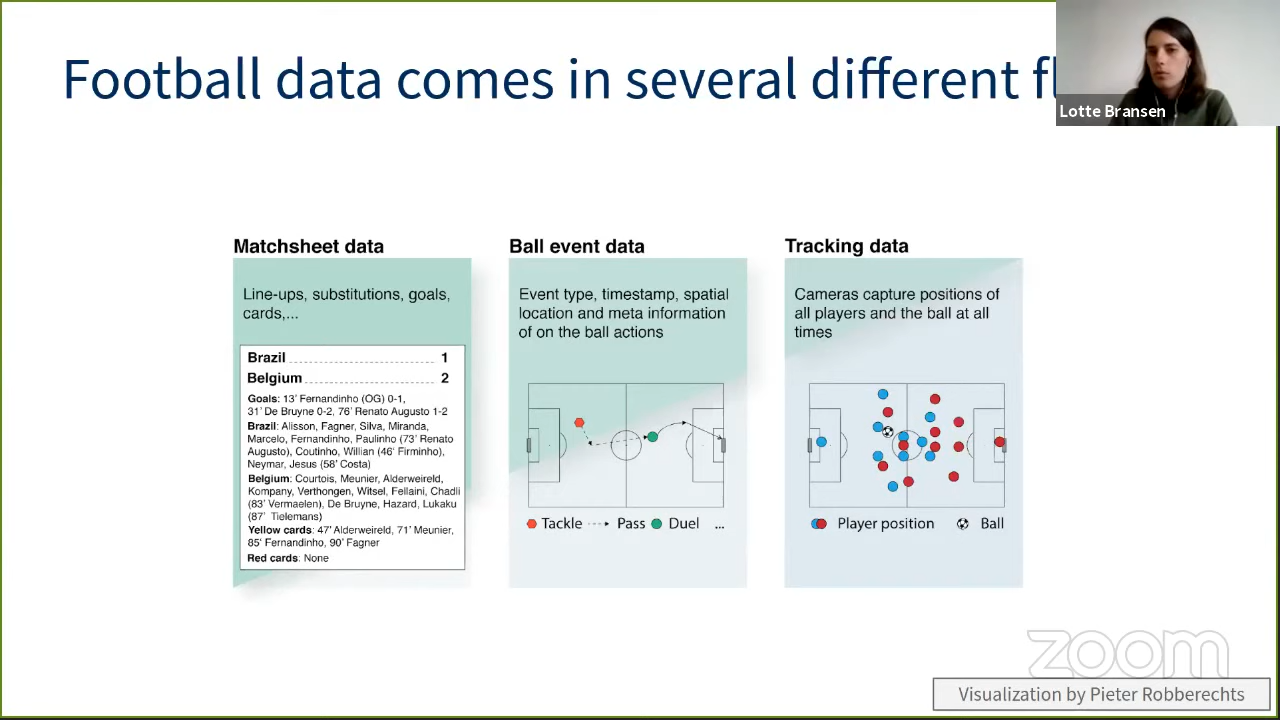 Football data comes in several different
Lotte Bransen
Matchsheet data
Line-ups, substitutions, goals,
cards,...
Brazil 1
Belgium 2
Goals: 13' Fernandinho (OG) 0-1,
31' De Bruyne 0-2, 76' Renato Augusto 1-2
Brazil: Alisson, Fagner, Silva, Miranda,
Marcelo, Fernandinho, Paulinho (73' Renato
Augusto), Coutinho, Willian (46' Firminho),
Neymar, Jesus (58' Costa)
Belgium: Courtois, Meunier, Alderweireld,
Kompany, Verthongen, Witsel, Fellaini, Chadli
(83' Vermaelen), De Bruyne, Hazard, Lukaku
(87' Tielemans)
Yellow cards: 47' Alderweireld, 71' Meunier,
85' Fernandinho, 90' Fagner
Red cards: None
Ball event data
Event type, timestamp, spatial
location and meta information
of on the ball actions
Tackle Pass Duel ...
Tracking data
Cameras capture positions of
all players and the ball at all
times
Player position Ball
zoom
Visualization by Pieter Robberechts